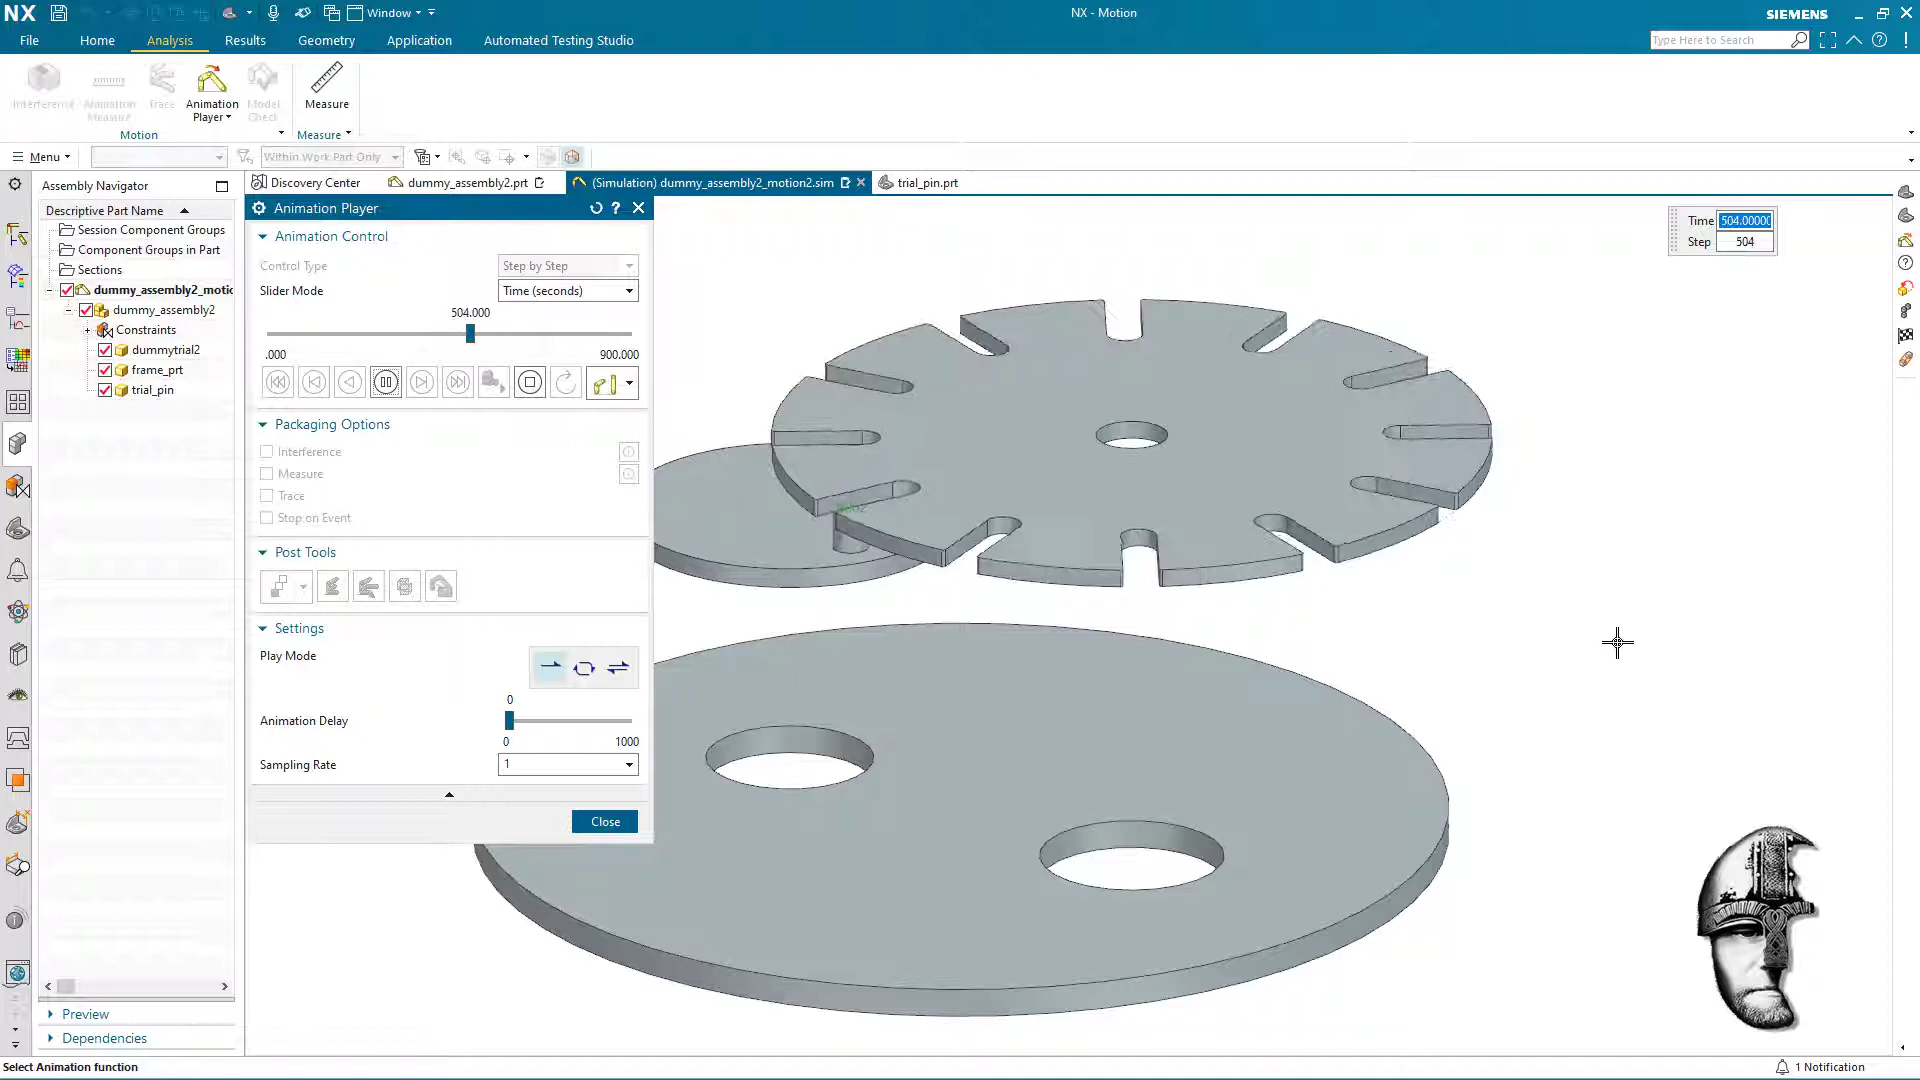 NX
Window
NX - Motion
SIEMENS
File
Home
Analysis
Results
Geometry
Application
Automated Testing Studio
Type Here to Search
Interference
Animation Measure
Trace
Animation Player
Model Check
Measure
Motion
Measure
Menu
Within Work Part Only
Assembly Navigator
Discovery Center
dummy_assembly2.prt
(Simulation) dummy_assembly2_motion2.sim
trial_pin.prt
Descriptive Part Name
Session Component Groups
Component Groups in Part
Sections
dummy_assembly2_motic
dummy_assembly2
Constraints
dummytrial2
frame_prt
trial_pin
Preview
Dependencies
Animation Player
Animation Control
Control Type
Step by Step
Slider Mode
Time (seconds)
504.000
.000
900.000
Packaging Options
Interference
Measure
Trace
Stop on Event
Post Tools
Settings
Play Mode
0
Animation Delay
0
1000
Sampling Rate
1
Close
Time 504.00000
Step 504
Select Animation function
1 Notification